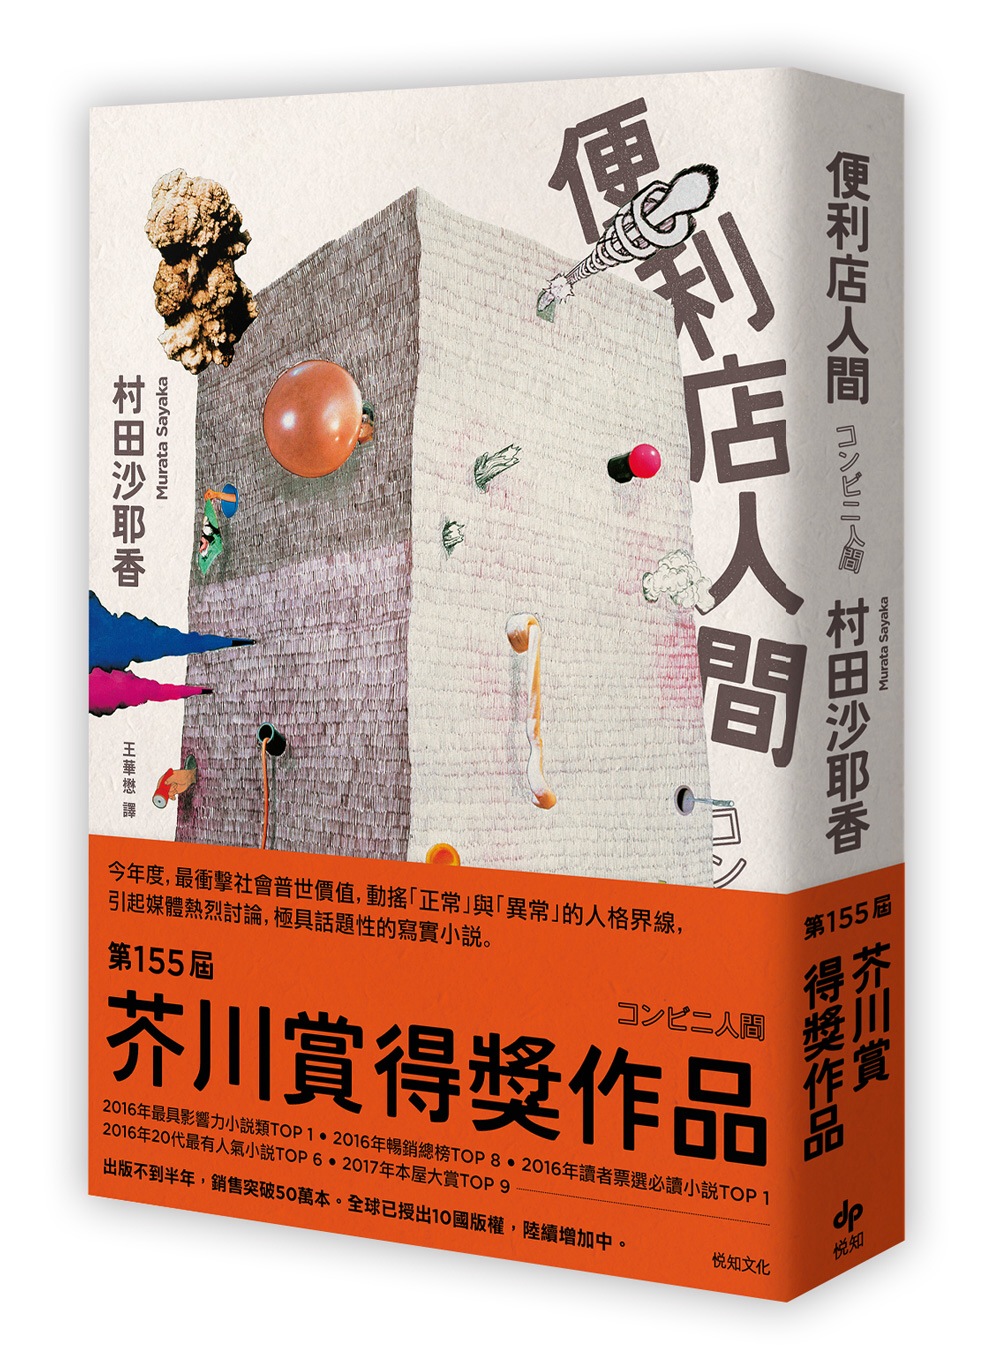 便利店人間
村田沙耶香
Murata Sayaka
王華懋 譯
コン
今年度，最衝擊社會普世價值，動搖「正常」與「異常」的人格界線，
引起媒體熱烈討論，極具話題性的寫實小說。
第155屆
コンビニ人間
芥川賞得獎作品
2016年最具影響力小說類TOP 1 • 2016年暢銷總榜TOP 8 • 2016年讀者票選必讀小說TOP 1
2016年20代最有人氣小說TOP 6 • 2017年本屋大賞TOP 9
出版不到半年，銷售突破50萬本。全球已授出10國版權，陸續增加中。
悦知文化
便利店人間
コンビニ人間
村田沙耶香
Murata Sayaka
第155屆
芥川賞
得獎作品
dp
悦知